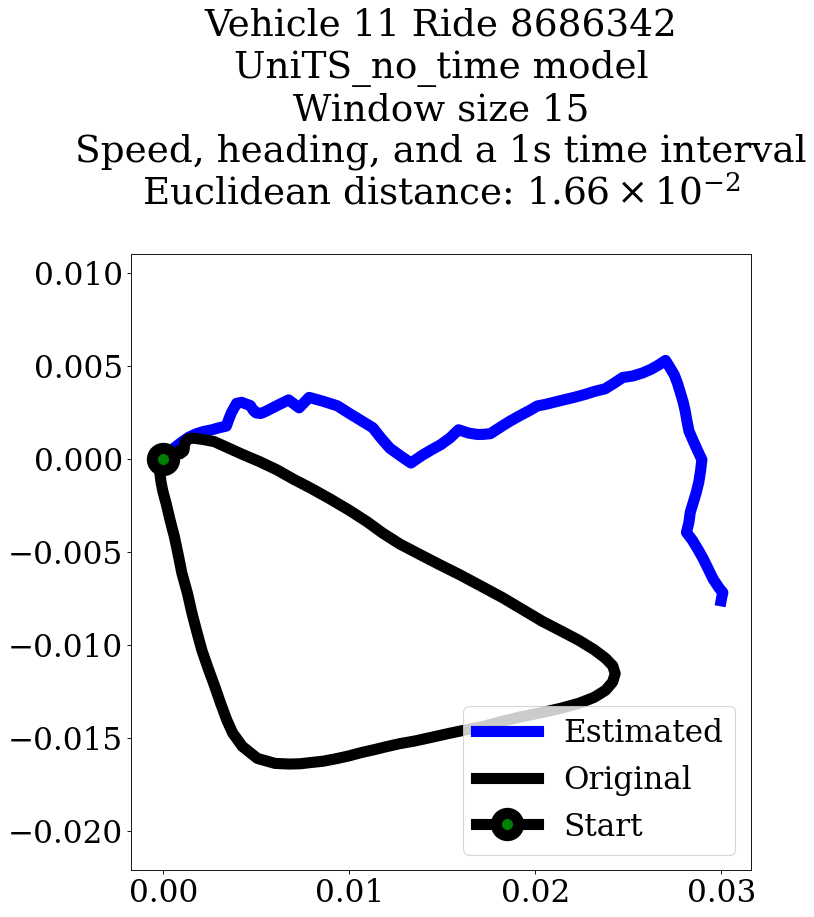 Vehicle 11 Ride 8686342
UniTS_no_time model
Window size 15
Speed, heading, and a 1s time interval
Euclidean distance: 1.66 × 10⁻²
0.010
0.005
0.000
−0.005
−0.010
−0.015
−0.020
Estimated
Original
Start
0.00 0.01 0.02 0.03